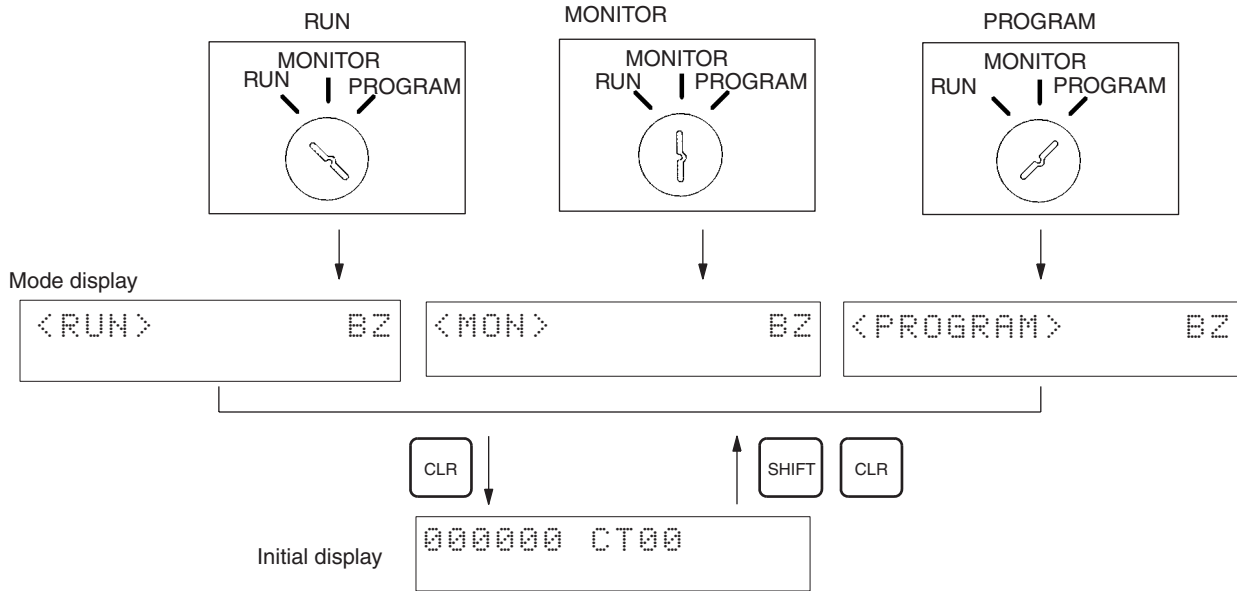 RUN
MONITOR
PROGRAM
MONITOR
RUN
PROGRAM
MONITOR
RUN
PROGRAM
MONITOR
RUN
PROGRAM
Mode display
<RUN> BZ
<MON> BZ
<PROGRAM> BZ
CLR
SHIFT
CLR
000000 CT00
Initial display